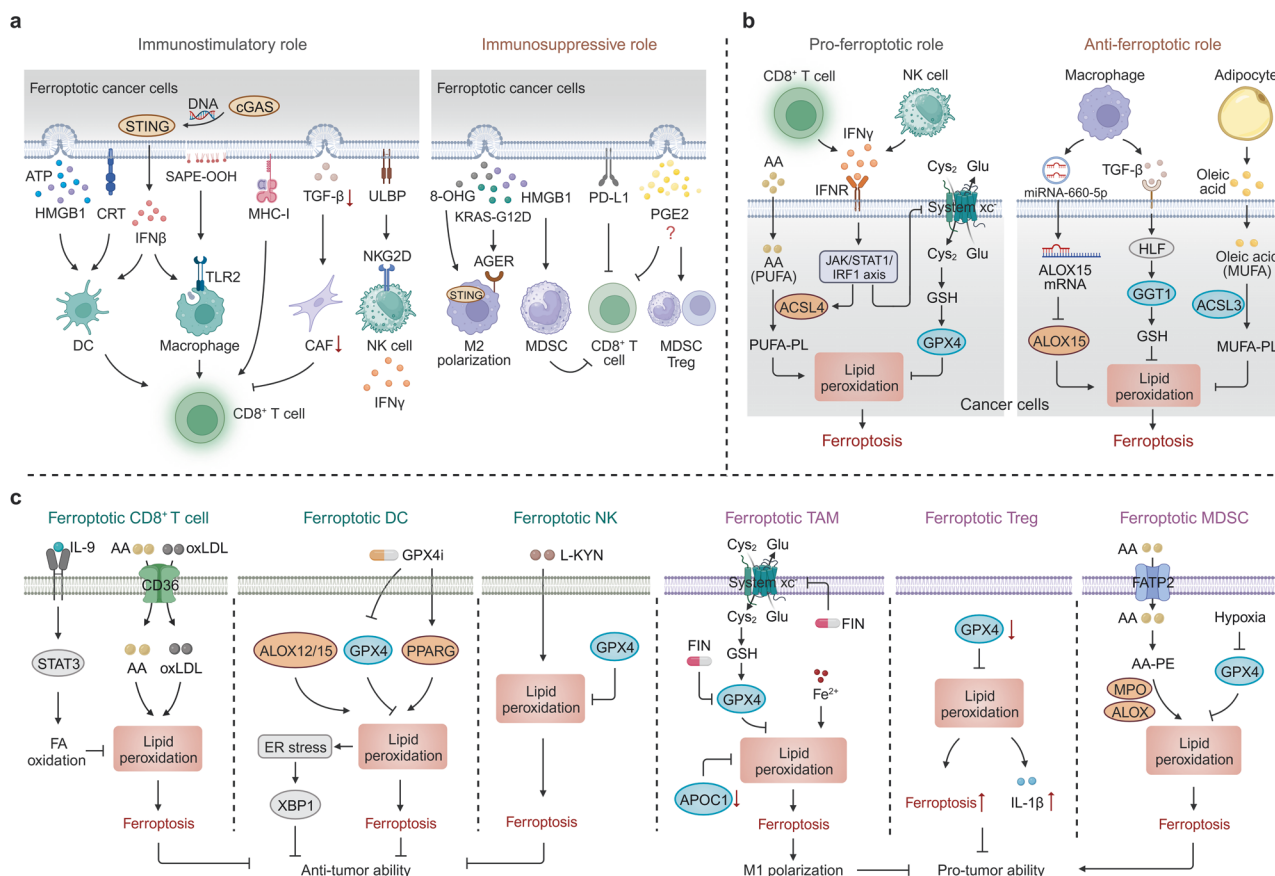 a
Immunostimulatory role
Immunosuppressive role
Ferroptotic cancer cells
DNA
cGAS
STING
ATP
HMGB1
CRT
IFNβ
SAPE-OOH
TLR2
MHC-I
TGF-β
ULBP
NKG2D
DC
Macrophage
CAF
NK cell
IFNγ
CD8⁺ T cell
Ferroptotic cancer cells
8-OHG
KRAS-G12D
HMGB1
PD-L1
PGE2
?
AGER
STING
M2
polarization
MDSC
CD8⁺ T
cell
MDSC
Treg
b
Pro-ferroptotic role
Anti-ferroptotic role
CD8⁺ T cell
NK cell
IFNγ
AA
IFNR
Cys₂
Glu
System xc⁻
AA
(PUFA)
JAK/STAT1/
IRF1 axis
Cys₂
Glu
ACSL4
GSH
PUFA-PL
GPX4
Lipid
peroxidation
Ferroptosis
Cancer cells
Macrophage
Adipocyte
miRNA-660-5p
TGF-β
Oleic
acid
ALOX15
mRNA
HLF
Oleic acid
(MUFA)
GGT1
ACSL3
ALOX15
GSH
MUFA-PL
Lipid
peroxidation
Ferroptosis
c
Ferroptotic CD8⁺ T cell
IL-9
AA
oxLDL
CD36
STAT3
AA
oxLDL
FA
oxidation
Lipid
peroxidation
Ferroptosis
Ferroptotic DC
GPX4i
ALOX12/15
GPX4
PPARG
ER stress
Lipid
peroxidation
XBP1
Ferroptosis
Ferroptotic NK
L-KYN
GPX4
Lipid
peroxidation
Ferroptosis
Anti-tumor ability
Ferroptotic TAM
Cys₂
Glu
System xc⁻
Cys₂
Glu
FIN
FIN
GSH
GPX4
Fe²⁺
Lipid
peroxidation
APOC1
Ferroptosis
M1 polarization
Ferroptotic Treg
GPX4
Lipid
peroxidation
Ferroptosis
IL-1β
Pro-tumor ability
Ferroptotic MDSC
AA
FATP2
AA
Hypoxia
AA-PE
GPX4
MPO
ALOX
Lipid
peroxidation
Ferroptosis